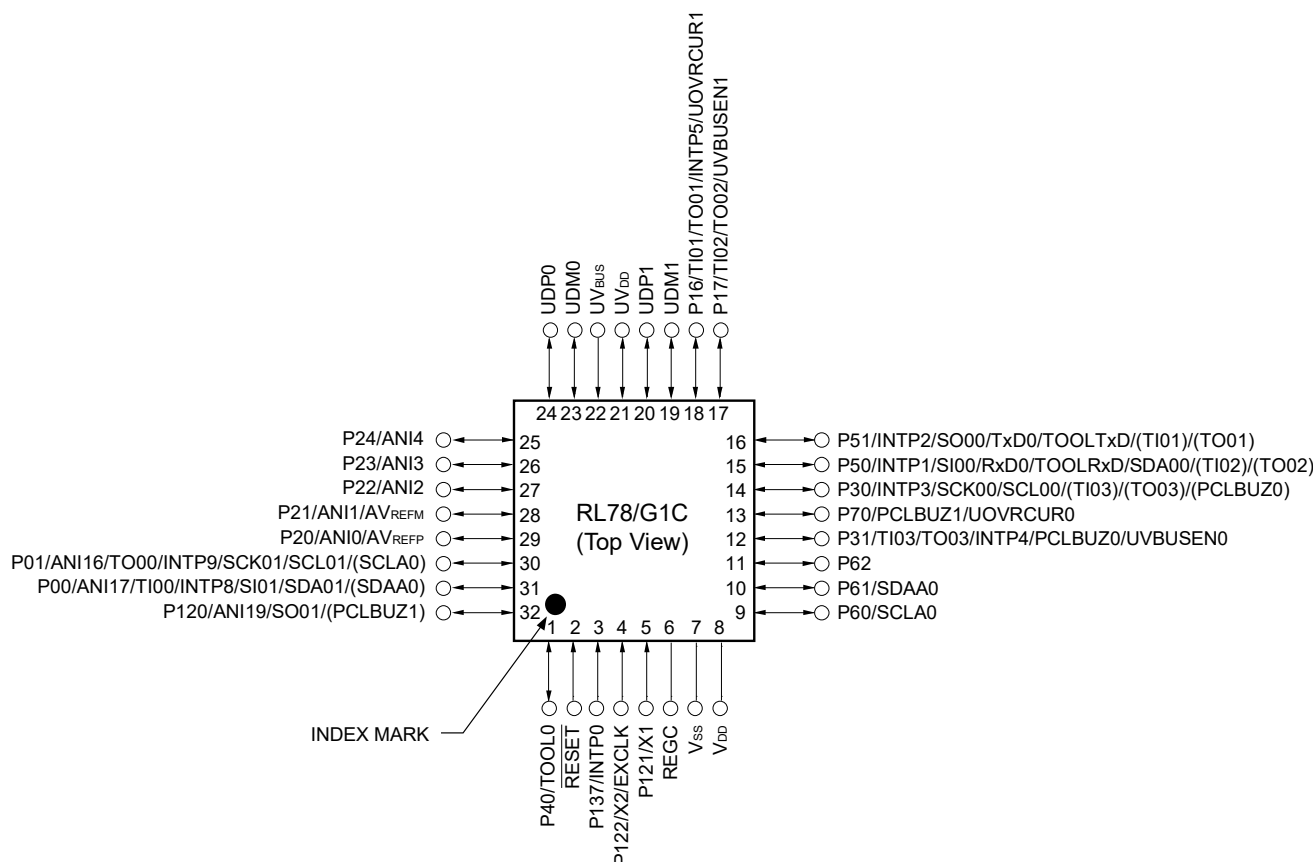 P16/TI01/TO01/INTP5/UOVRCUR1
P17/TI02/TO02/UVBUSEN1
UDP0
UDM0
UVBUS
UVDD
UDP1
UDM1
24 23 22 21 20 19 18 17
P24/ANI4 25
P23/ANI3 26
P22/ANI2 27
P21/ANI1/AVREFM 28
P20/ANI0/AVREFP 29
P01/ANI16/TO00/INTP9/SCK01/SCL01/(SCLA0) 30
P00/ANI17/TI00/INTP8/SI01/SDA01/(SDAA0) 31
P120/ANI19/SO01/(PCLBUZ1) 32
RL78/G1C
(Top View)
16 P51/INTP2/SO00/TxD0/TOOLTxD/(TI01)/(TO01)
15 P50/INTP1/SI00/RxD0/TOOLRxD/SDA00/(TI02)/(TO02)
14 P30/INTP3/SCK00/SCL00/(TI03)/(TO03)/(PCLBUZ0)
13 P70/PCLBUZ1/UOVRCUR0
12 P31/TI03/TO03/INTP4/PCLBUZ0/UVBUSEN0
11 P62
10 P61/SDAA0
9 P60/SCLA0
1 2 3 4 5 6 7 8
INDEX MARK
P40/TOOL0
RESET
P137/INTP0
P122/X2/EXCLK
P121/X1
REGC
VSS
VDD